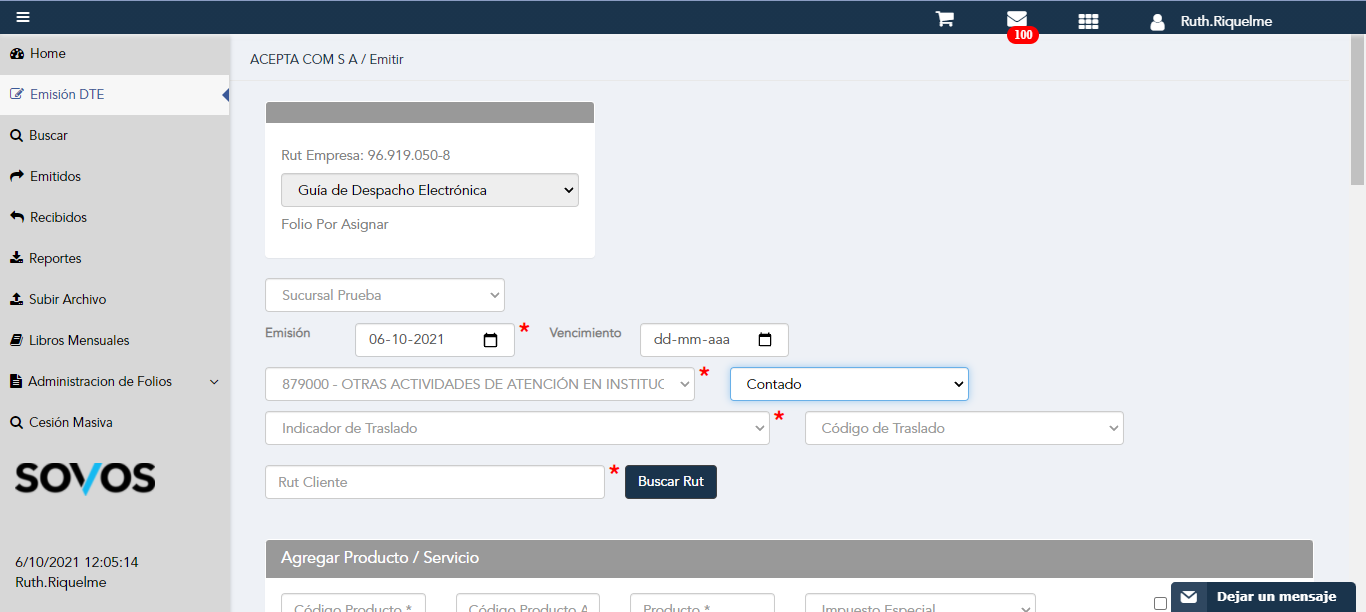 Ruth.Riquelme
100
Home
Emisión DTE
Buscar
Emitidos
Recibidos
Reportes
Subir Archivo
Libros Mensuales
Administracion de Folios
Cesión Masiva
SOVOS
6/10/2021 12:05:14
Ruth.Riquelme
ACEPTA COM S A / Emitir
Rut Empresa: 96.919.050-8
Guía de Despacho Electrónica
Folio Por Asignar
Sucursal Prueba
Emisión 06-10-2021 * Vencimiento dd-mm-aaa
879000 - OTRAS ACTIVIDADES DE ATENCIÓN EN INSTITUC * Contado
Indicador de Traslado * Código de Traslado
Rut Cliente * Buscar Rut
Agregar Producto / Servicio
Código Producto * Código Producto A Producto * Impuesto Especial
Dejar un mensaje